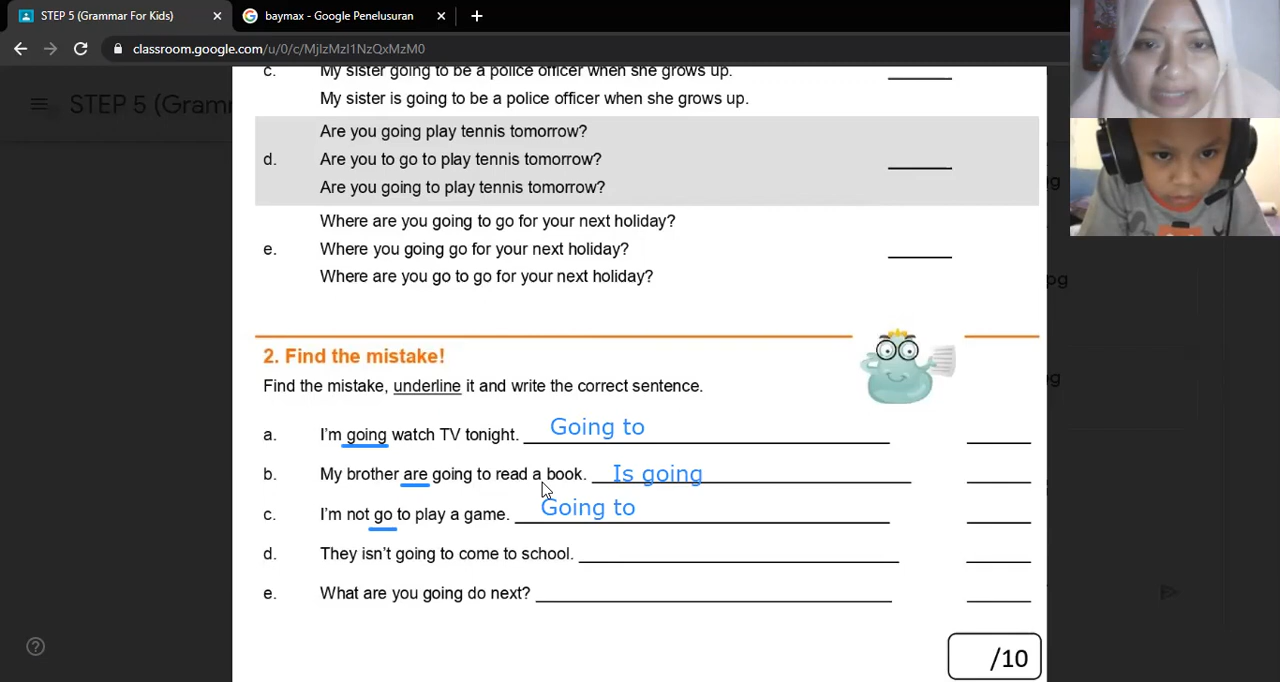 STEP 5 (Grammar For Kids)
baymax - Google Penelusuran
classroom.google.com/u/0/c/MjIzMzI1NzQxMzM0
STEP 5 (Gramm
c. My sister going to be a police officer when she grows up.
My sister is going to be a police officer when she grows up.
Are you going play tennis tomorrow?
d. Are you to go to play tennis tomorrow?
Are you going to play tennis tomorrow?
Where are you going to go for your next holiday?
e. Where you going go for your next holiday?
Where are you go to go for your next holiday?
2. Find the mistake!
Find the mistake, underline it and write the correct sentence.
a. I'm going watch TV tonight. Going to
b. My brother are going to read a book. Is going
c. I'm not go to play a game. Going to
d. They isn't going to come to school.
e. What are you going do next?
/10